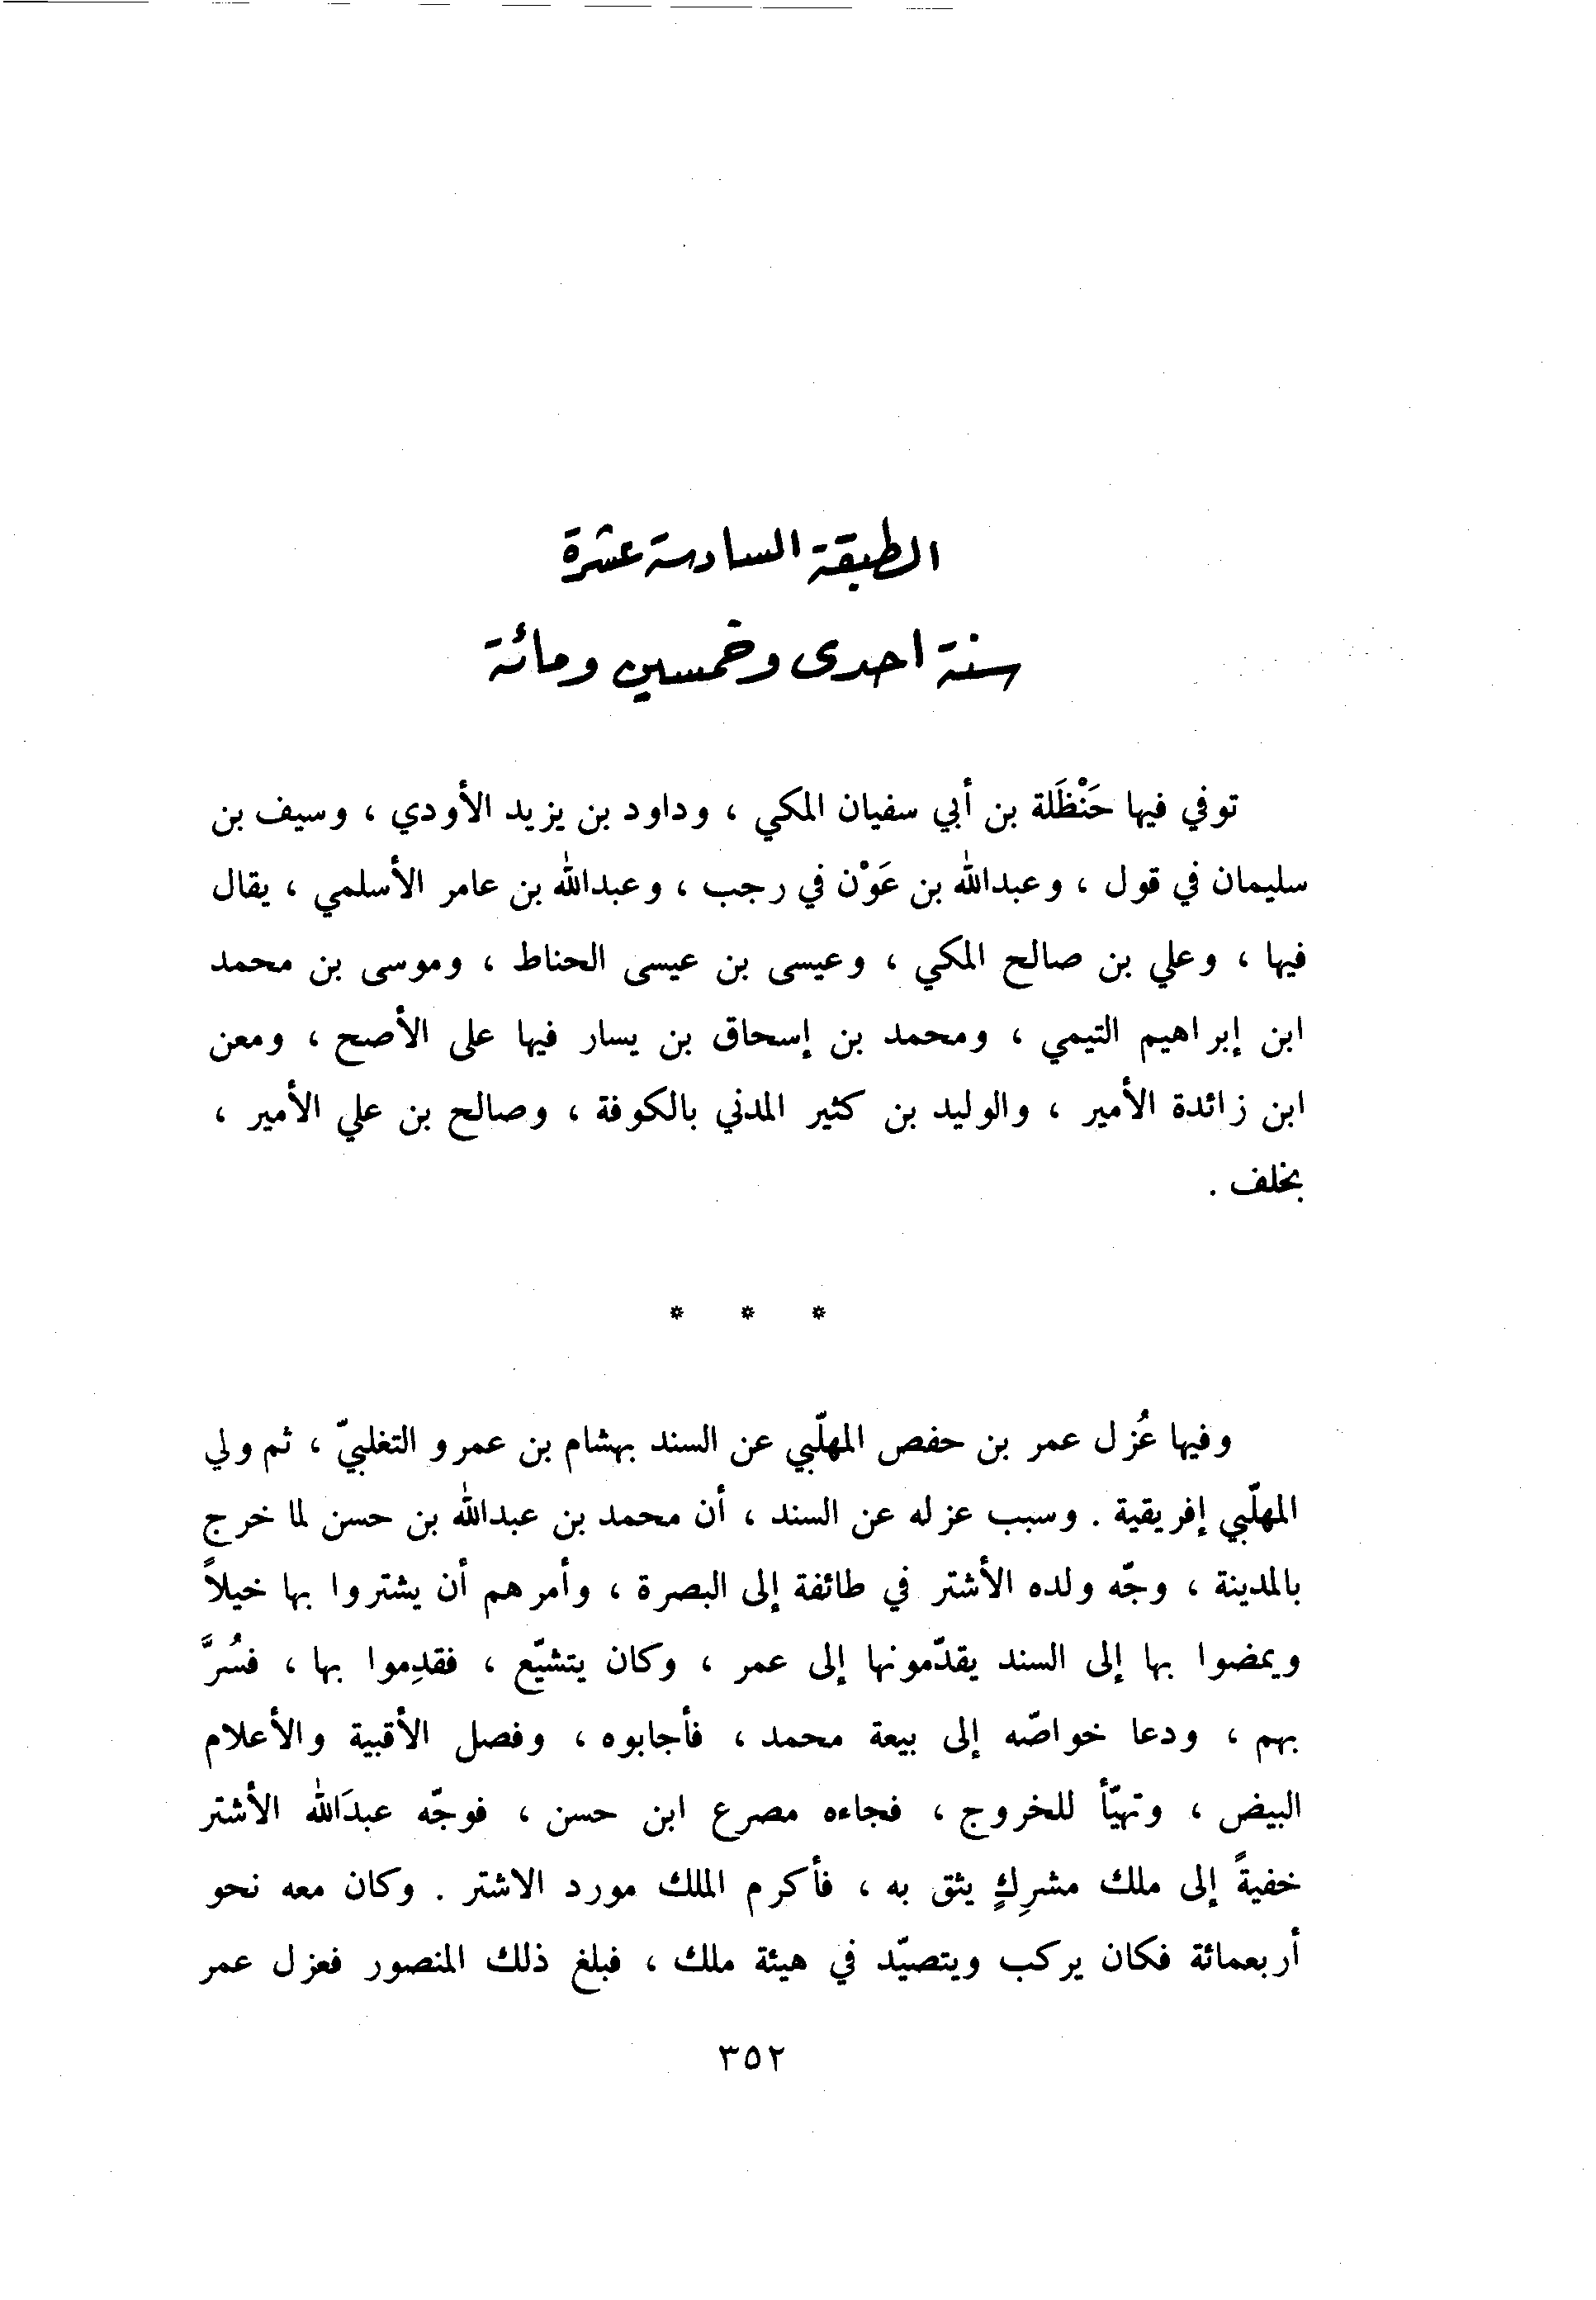 الطبقة السادسة عشرة
سنة احدى وخمسين ومائة
توفي فيها حَنْظَلة بن أبي سفيان المكي ، وداود بن يزيد الأودي ، وسيف بن
سليمان في قول ، وعبدالله بن عَوْن في رجب ، وعبدالله بن عامر الأسلمي ، يقال
فيها ، وعلي بن صالح المكي ، وعيسى بن عيسى الحناط ، وموسى بن محمد
ابن إبراهيم التيمي ، ومحمد بن إسحاق بن يسار فيها على الأصح ، ومعن
ابن زائدة الأمير ، والوليد بن كثير المدني بالكوفة ، وصالح بن علي الأمير ،
بخلف .
* * *
وفيها عُزل عمر بن حفص المهلّبي عن السند بهشام بن عمرو التغلبيّ ، ثم ولي
المهلّبي إفريقية . وسبب عزله عن السند ، أن محمد بن عبدالله بن حسن لما خرج
بالمدينة ، وجّه ولده الأشتر في طائفة إلى البصرة ، وأمرهم أن يشتروا بها خيلاً
ويمضوا بها إلى السند يقدّمونها إلى عمر ، وكان يتشيّع ، فقدِموا بها ، فسُرَّ
بهم ، ودعا خواصّه إلى بيعة محمد ، فأجابوه ، وفصل الأقبية والأعلام
البيض ، وتهيّأ للخروج ، فجاءه مصرع ابن حسن ، فوجّه عبدَالله الأشتر
خفيةً إلى ملك مشرِكٍ يثق به ، فأكرم الملك مورد الاشتر . وكان معه نحو
أربعمائة فكان يركب ويتصيّد في هيئة ملك ، فبلغ ذلك المنصور فعزل عمر
٣٥٢